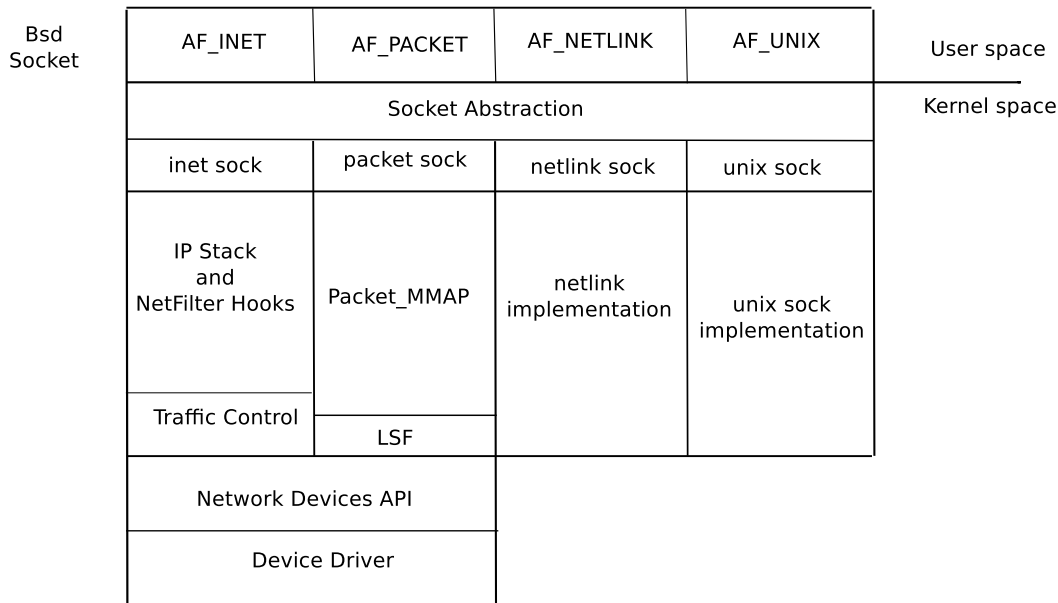 Bsd
Socket
AF_INET
AF_PACKET
AF_NETLINK
AF_UNIX
User space
Kernel space
Socket Abstraction
inet sock
packet sock
netlink sock
unix sock
IP Stack
and
NetFilter Hooks
Packet_MMAP
netlink
implementation
unix sock
implementation
Traffic Control
LSF
Network Devices API
Device Driver